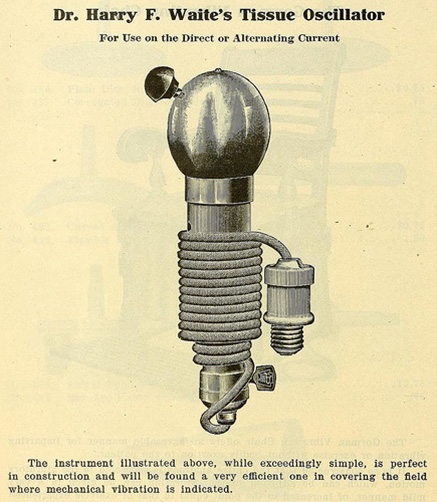 Dr. Harry F. Waite's Tissue Oscillator
For Use on the Direct or Alternating Current
The instrument illustrated above, while exceedingly simple, is perfect
in construction and will be found a very efficient one in covering the field
where mechanical vibration is indicated.